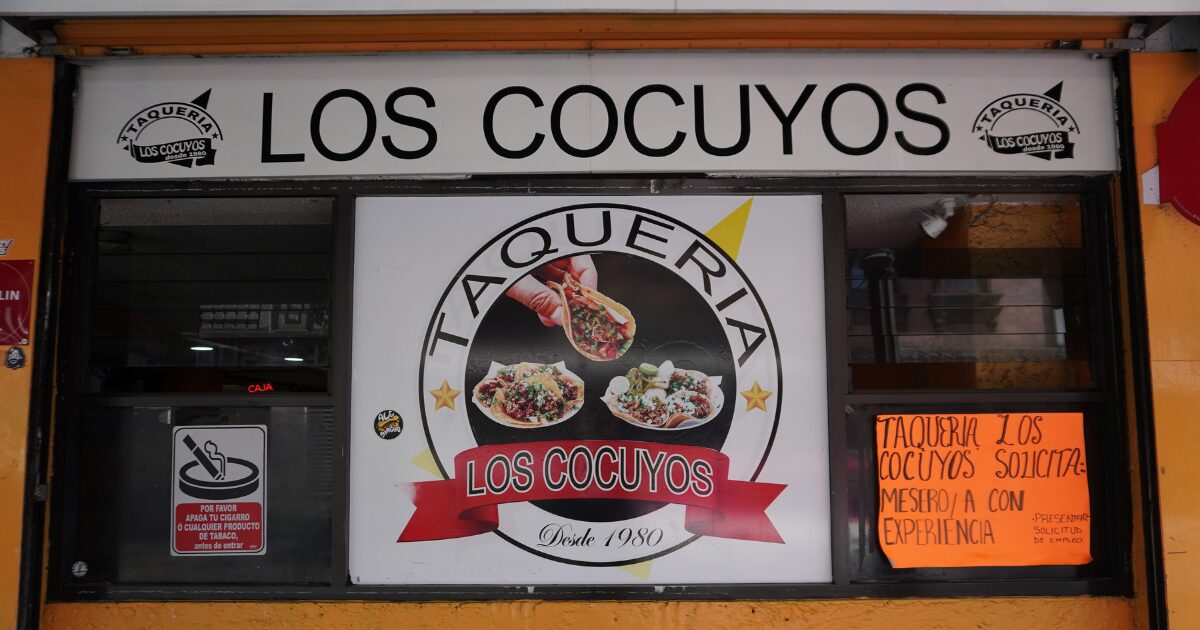 LOS COCUYOS
TAQUERIA
LOS COCUYOS
desde 1980
TAQUERIA
LOS COCUYOS
desde 1980
TAQUERIA
LOS COCUYOS
Desde 1980
LIN
CAJA
POR FAVOR
APAGA TU CIGARRO
Ó CUALQUIER PRODUCTO
DE TABACO,
antes de entrar
TAQUERIA LOS
COCUYOS SOLICITA:
MESERO/A CON
EXPERIENCIA
-PRESENTAR
SOLICITUD
DE EMPLEO